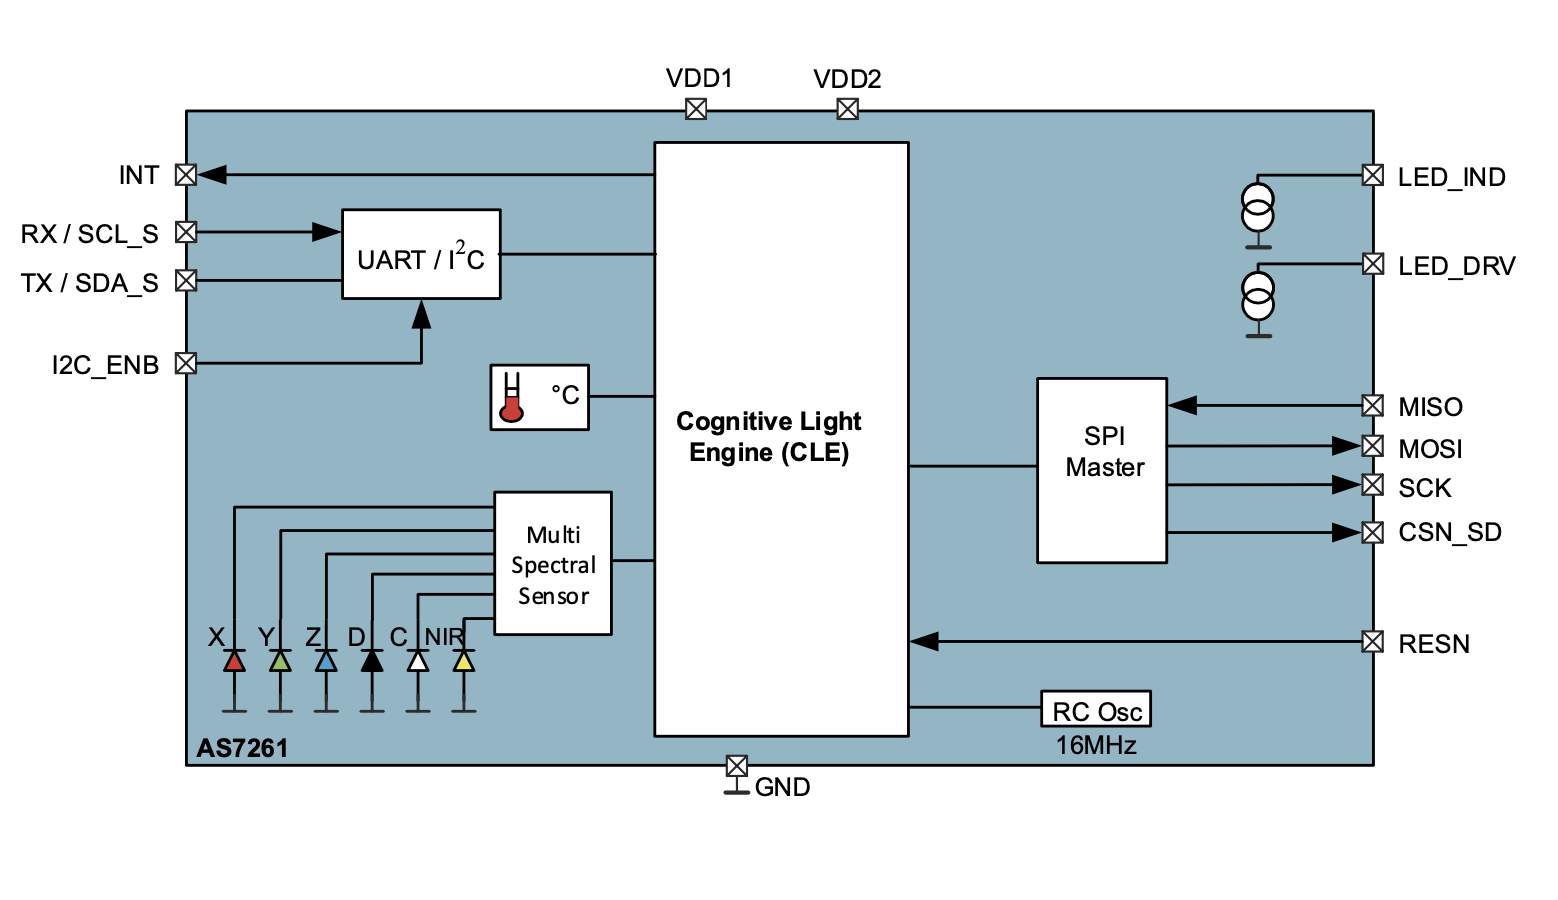 VDD1
VDD2
INT
RX / SCL_S
TX / SDA_S
I2C_ENB
UART / I²C
°C
Cognitive Light
Engine (CLE)
Multi
Spectral
Sensor
X
Y
Z
D
C
NIR
AS7261
GND
LED_IND
LED_DRV
SPI
Master
MISO
MOSI
SCK
CSN_SD
RESN
RC Osc
16MHz